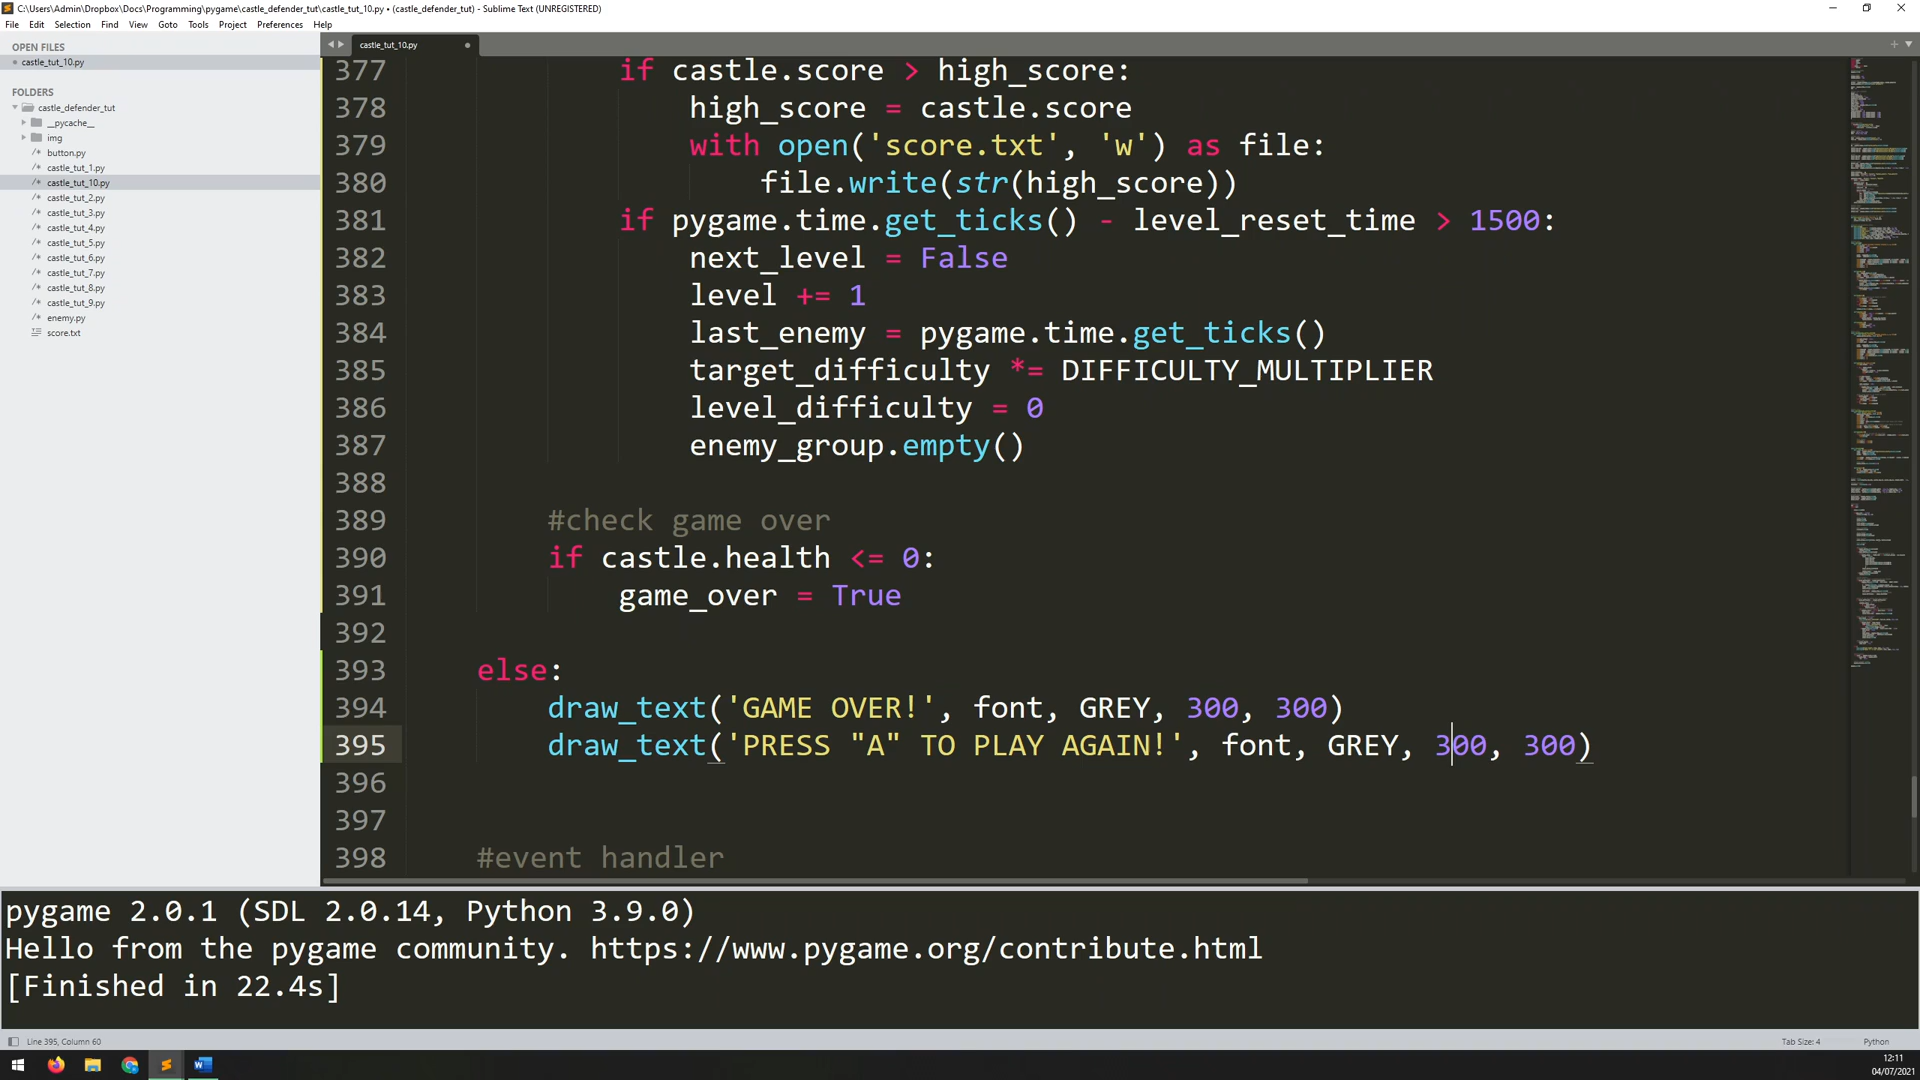 C:\Users\Admin\Dropbox\Docs\Programming\pygame\castle_defender_tut\castle_tut_10.py • (castle_defender_tut) - Sublime Text (UNREGISTERED)
File Edit Selection Find View Goto Tools Project Preferences Help
OPEN FILES
castle_tut_10.py
FOLDERS
castle_defender_tut
__pycache__
img
button.py
castle_tut_1.py
castle_tut_10.py
castle_tut_2.py
castle_tut_3.py
castle_tut_4.py
castle_tut_5.py
castle_tut_6.py
castle_tut_7.py
castle_tut_8.py
castle_tut_9.py
enemy.py
score.txt
castle_tut_10.py
377 if castle.score > high_score:
378 high_score = castle.score
379 with open('score.txt', 'w') as file:
380 file.write(str(high_score))
381 if pygame.time.get_ticks() - level_reset_time > 1500:
382 next_level = False
383 level += 1
384 last_enemy = pygame.time.get_ticks()
385 target_difficulty *= DIFFICULTY_MULTIPLIER
386 level_difficulty = 0
387 enemy_group.empty()
388
389 #check game over
390 if castle.health <= 0:
391 game_over = True
392
393 else:
394 draw_text('GAME OVER!', font, GREY, 300, 300)
395 draw_text('PRESS "A" TO PLAY AGAIN!', font, GREY, 300, 300)
396
397
398 #event handler
pygame 2.0.1 (SDL 2.0.14, Python 3.9.0)
Hello from the pygame community. https://www.pygame.org/contribute.html
[Finished in 22.4s]
Line 395, Column 60
Tab Size: 4
Python
12:11
04/07/2021